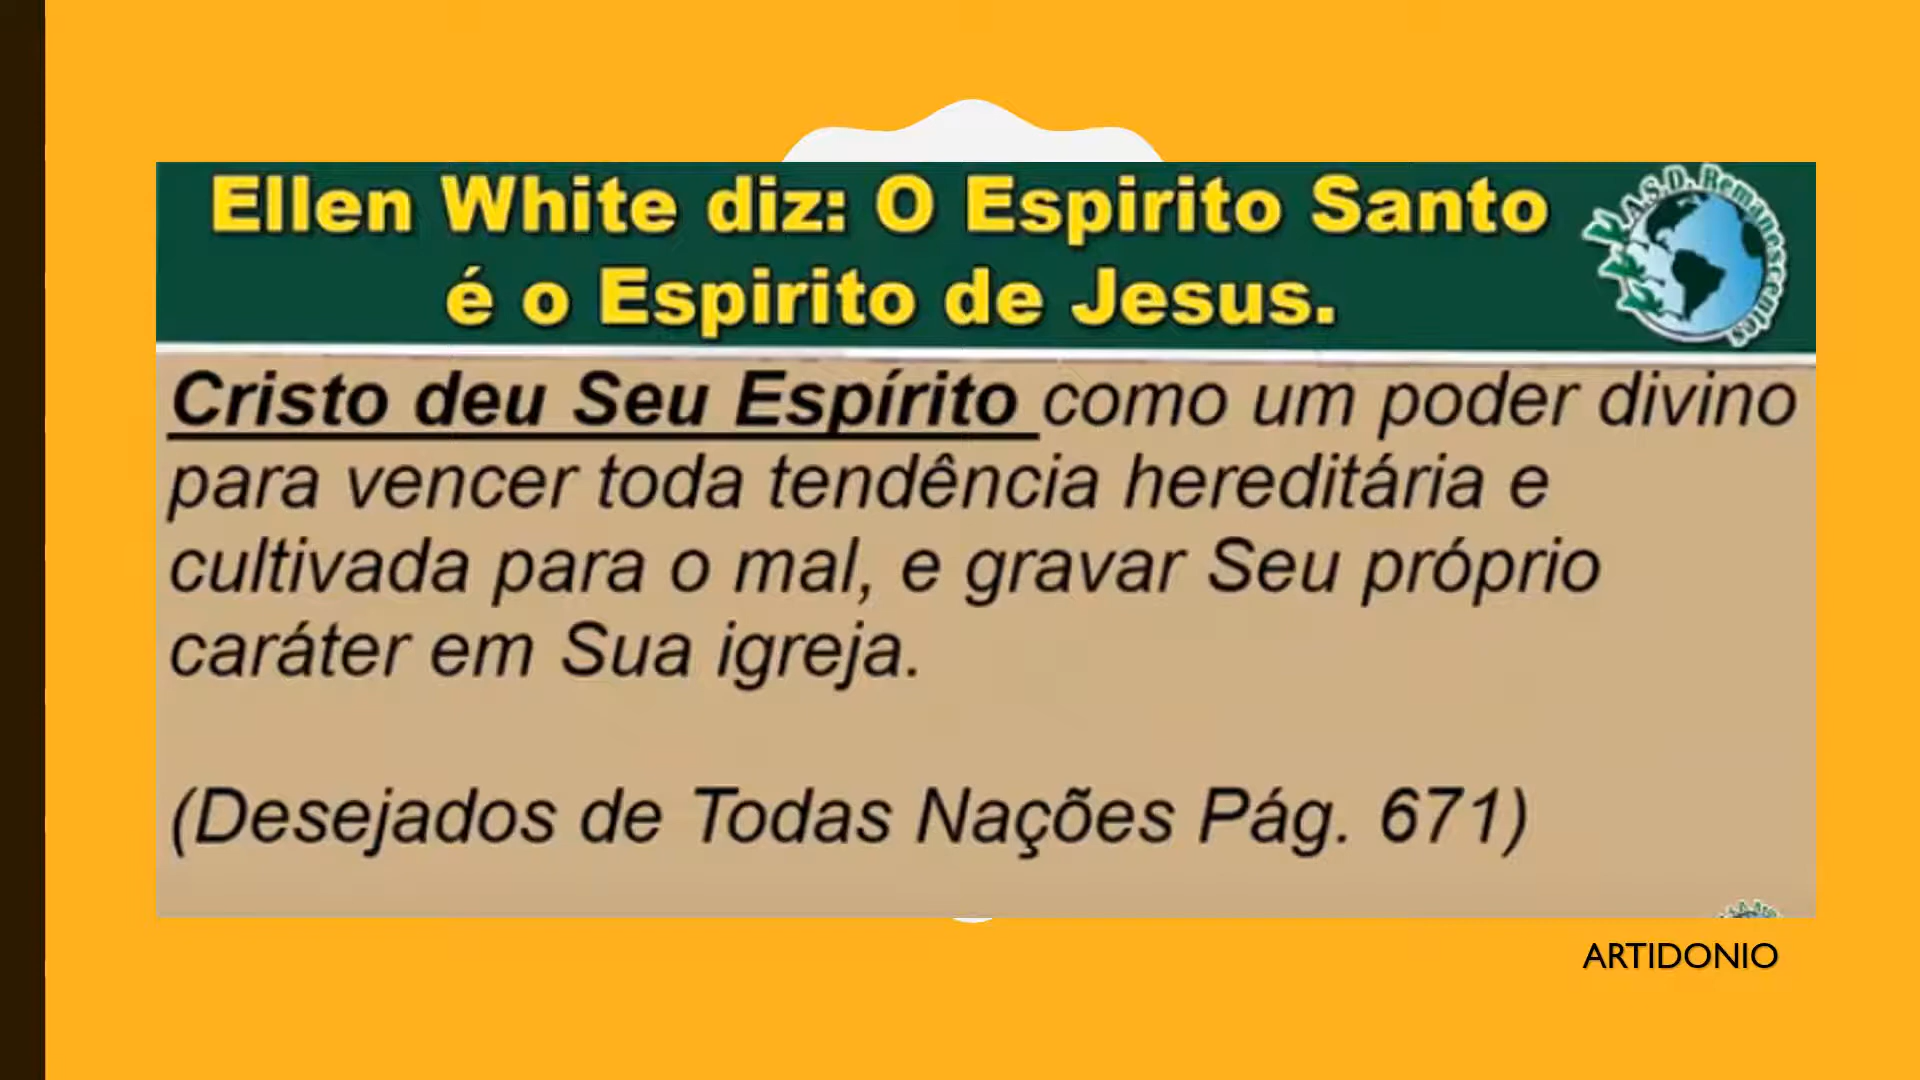 Ellen White diz: O Espirito Santo
é o Espirito de Jesus.
A.S.D. Remanescentes
Cristo deu Seu Espírito como um poder divino
para vencer toda tendência hereditária e
cultivada para o mal, e gravar Seu próprio
caráter em Sua igreja.
(Desejados de Todas Nações Pág. 671)
ARTIDONIO